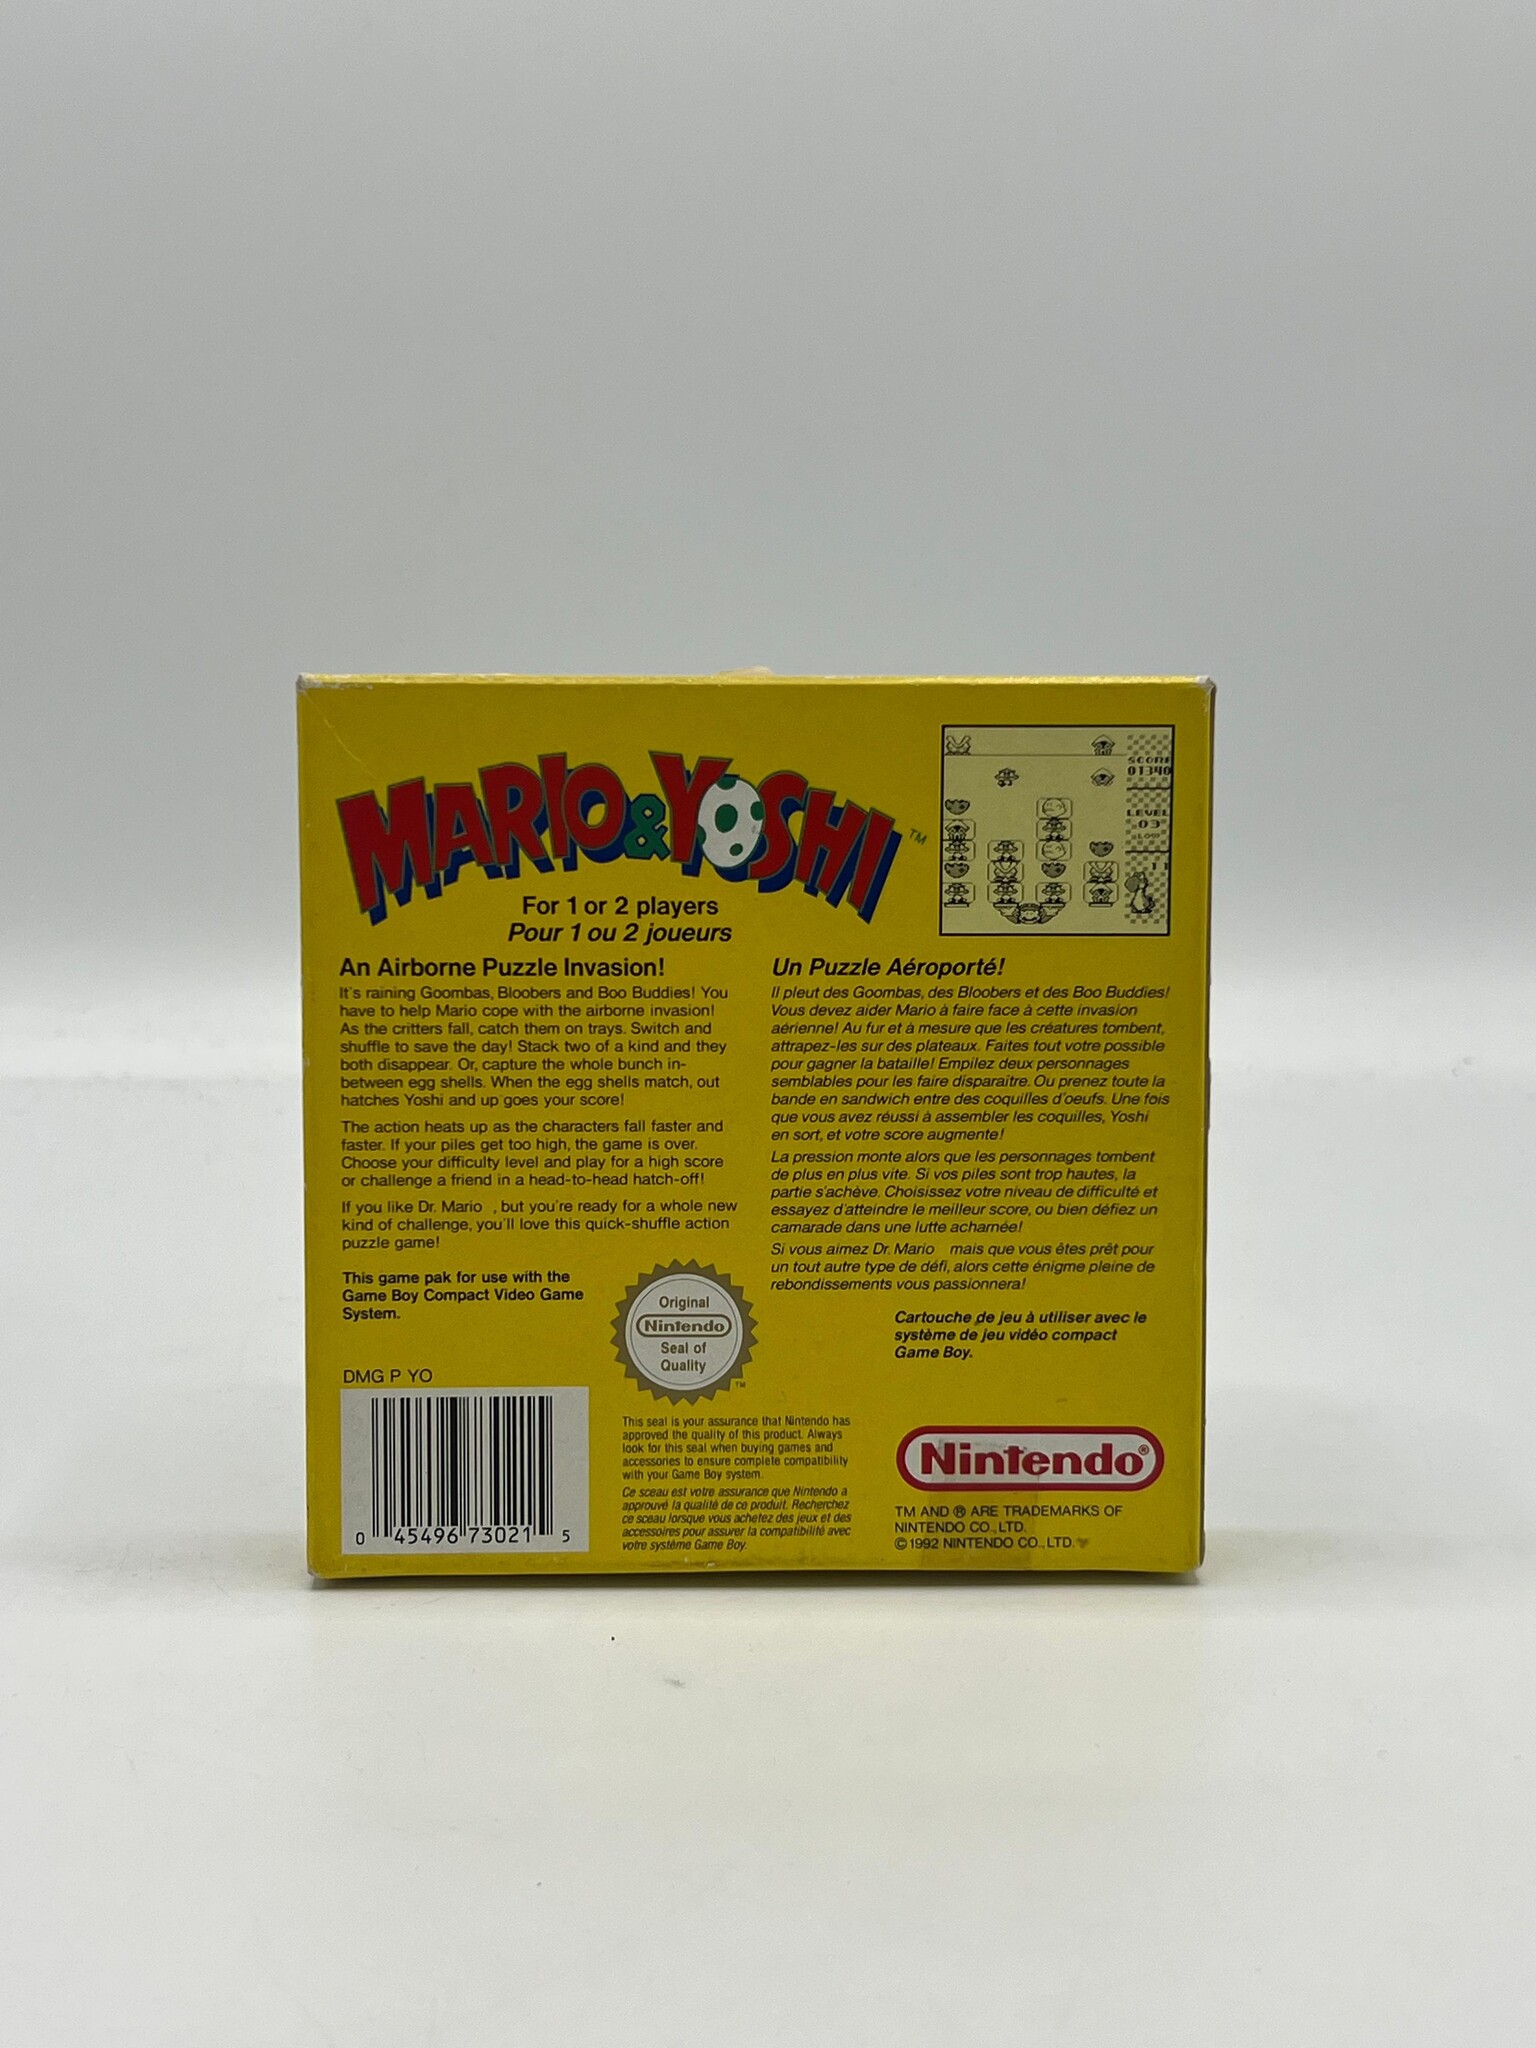 MARIO & YOSHI™
For 1 or 2 players
Pour 1 ou 2 joueurs
SCORE
01340
LEVEL
03
SLOW
11
An Airborne Puzzle Invasion!
It's raining Goombas, Bloobers and Boo Buddies! You
have to help Mario cope with the airborne invasion!
As the critters fall, catch them on trays. Switch and
shuffle to save the day! Stack two of a kind and they
both disappear. Or, capture the whole bunch in-
between egg shells. When the egg shells match, out
hatches Yoshi and up goes your score!
The action heats up as the characters fall faster and
faster. If your piles get too high, the game is over.
Choose your difficulty level and play for a high score
or challenge a friend in a head-to-head hatch-off!
If you like Dr. Mario , but you're ready for a whole new
kind of challenge, you'll love this quick-shuffle action
puzzle game!
This game pak for use with the
Game Boy Compact Video Game
System.
Un Puzzle Aéroporté!
Il pleut des Goombas, des Bloobers et des Boo Buddies!
Vous devez aider Mario à faire face à cette invasion
aérienne! Au fur et à mesure que les créatures tombent,
attrapez-les sur des plateaux. Faites tout votre possible
pour gagner la bataille! Empilez deux personnages
semblables pour les faire disparaître. Ou prenez toute la
bande en sandwich entre des coquilles d'oeufs. Une fois
que vous avez réussi à assembler les coquilles, Yoshi
en sort, et votre score augmente!
La pression monte alors que les personnages tombent
de plus en plus vite. Si vos piles sont trop hautes, la
partie s'achève. Choisissez votre niveau de difficulté et
essayez d'atteindre le meilleur score, ou bien défiez un
camarade dans une lutte acharnée!
Si vous aimez Dr. Mario mais que vous êtes prêt pour
un tout autre type de défi, alors cette énigme pleine de
rebondissements vous passionnera!
Cartouche de jeu à utiliser avec le
système de jeu vidéo compact
Game Boy.
Original
Nintendo
Seal of
Quality
™
This seal is your assurance that Nintendo has
approved the quality of this product. Always
look for this seal when buying games and
accessories to ensure complete compatibility
with your Game Boy system.
Ce sceau est votre assurance que Nintendo a
approuvé la qualité de ce produit. Recherchez
ce sceau lorsque vous achetez des jeux et des
accessoires pour assurer la compatibilité avec
votre système Game Boy.
DMG P YO
0 45496 73021 5
Nintendo®
TM AND ® ARE TRADEMARKS OF
NINTENDO CO., LTD.
© 1992 NINTENDO CO., LTD.